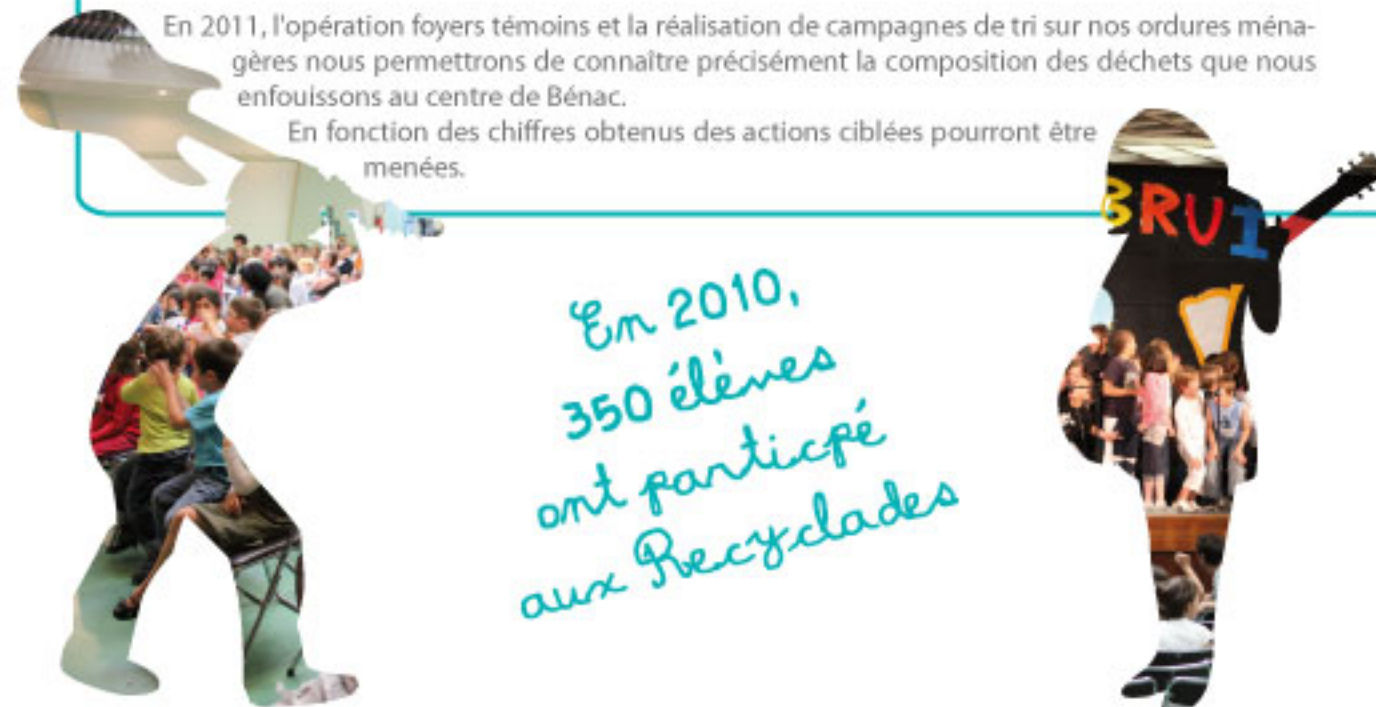 En 2011, l'opération foyers témoins et la réalisation de campagnes de tri sur nos ordures ména-
gères nous permettrons de connaître précisément la composition des déchets que nous
enfouissons au centre de Bénac.
En fonction des chiffres obtenus des actions ciblées pourront être
menées.
BRUI
En 2010,
350 élèves
ont particpé
aux Recyclades